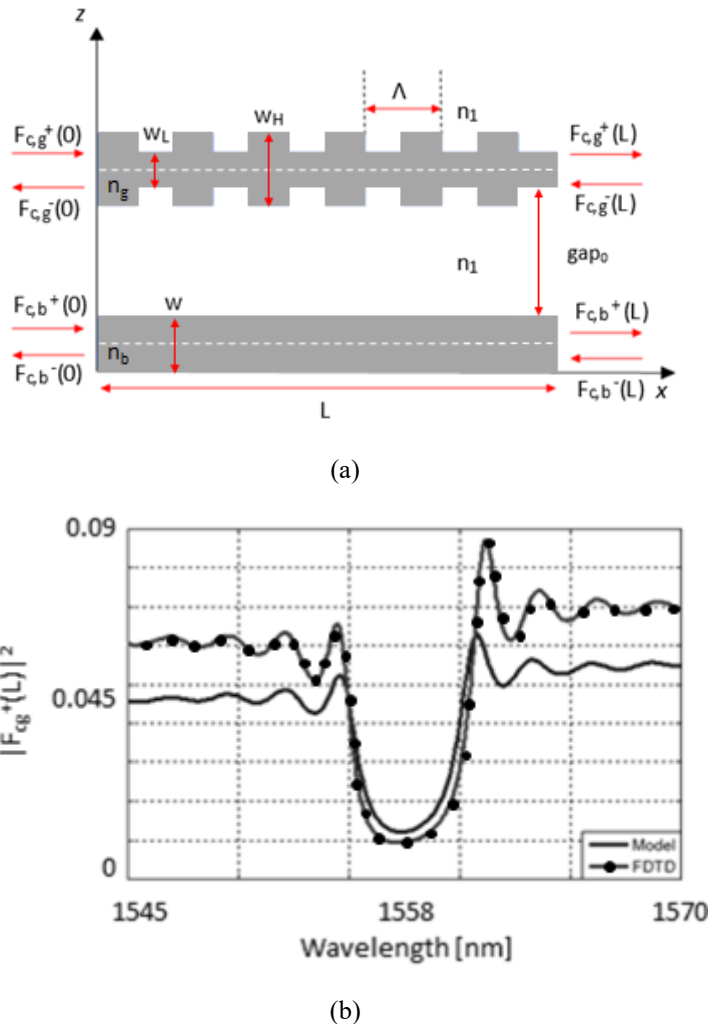 z
Λ
n₁
w_H
w_L
F_c,g⁺(0)
F_c,g⁺(L)
n_g
F_c,g⁻(0)
F_c,g⁻(L)
n₁
gap₀
F_c,b⁺(0)
w
F_c,b⁺(L)
n_b
F_c,b⁻(0)
F_c,b⁻(L)
x
L
(a)
0.09
|F_cg⁺(L)|²
0.045
Model
FDTD
0
1545
1558
1570
Wavelength [nm]
(b)